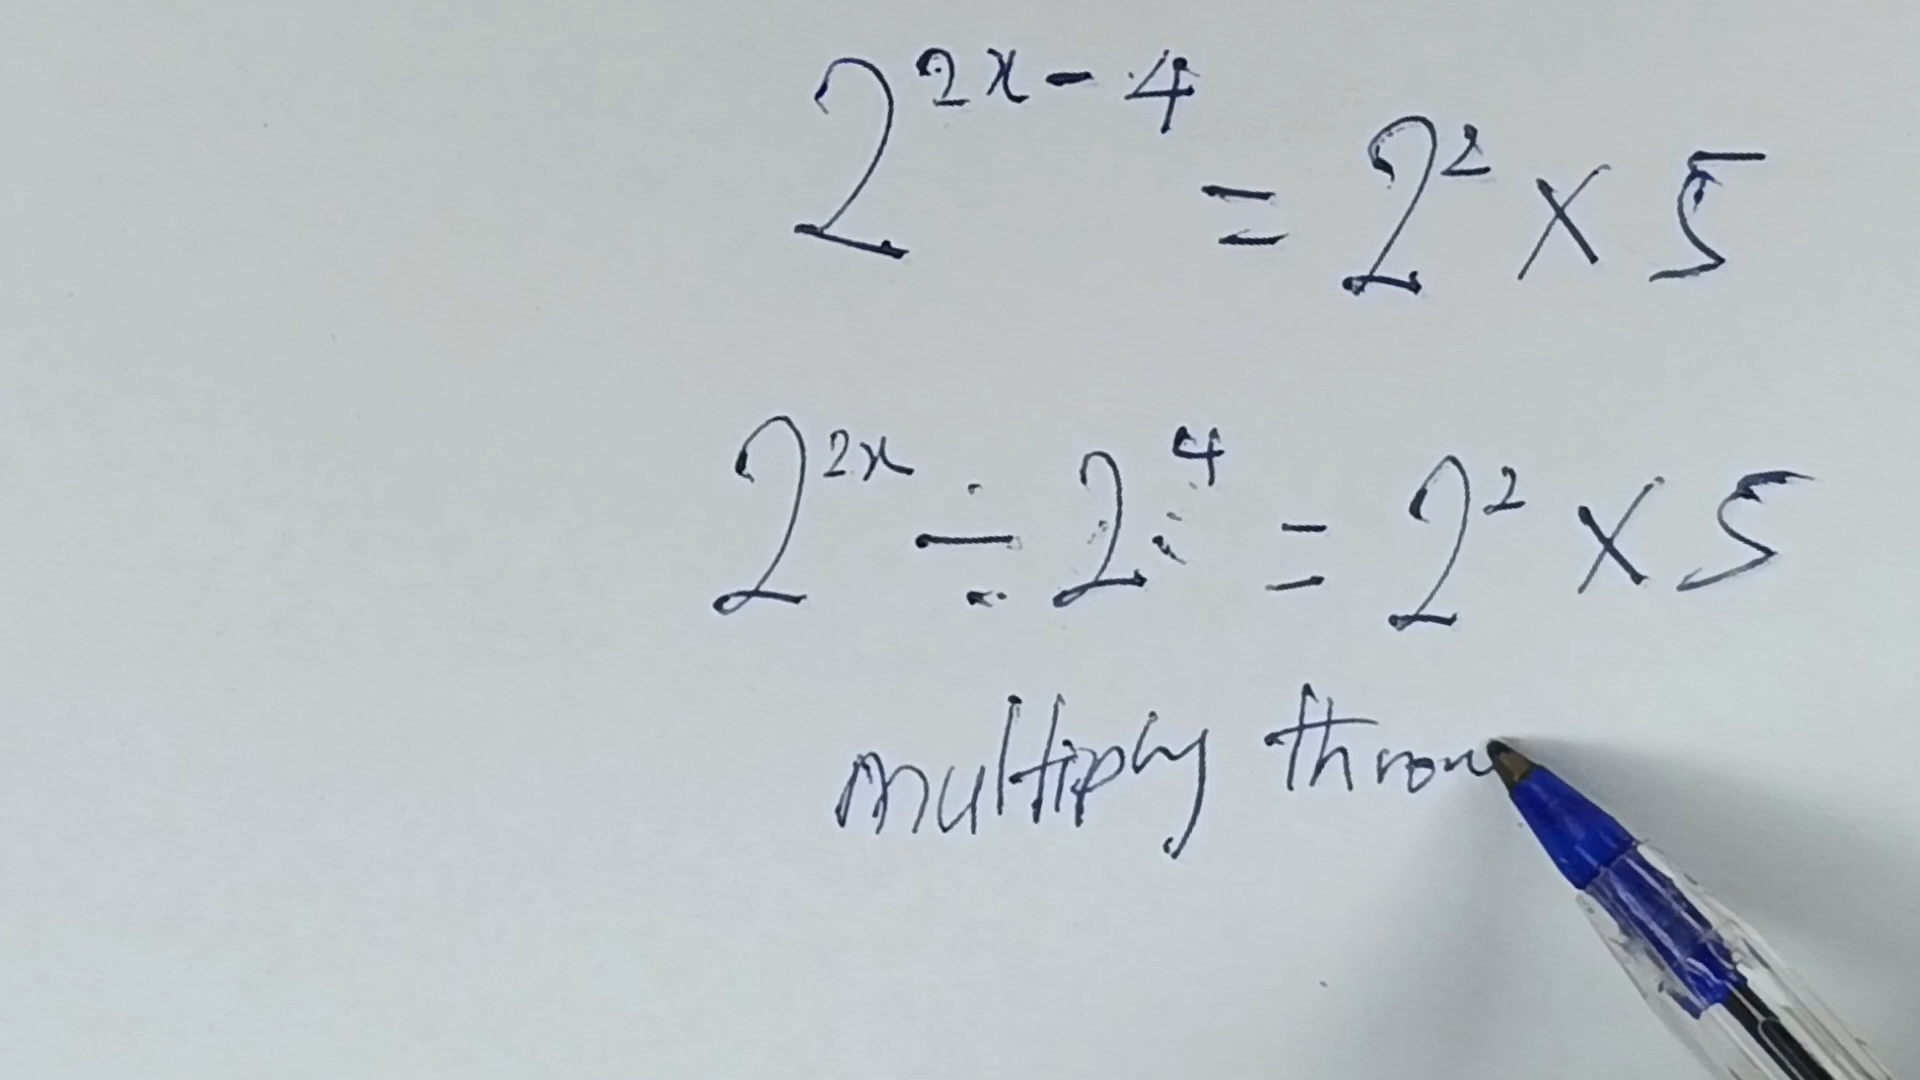 2^{2x-4} = 2^2 × 5
2^{2x} ÷ 2^4 = 2^2 × 5
multiply throu